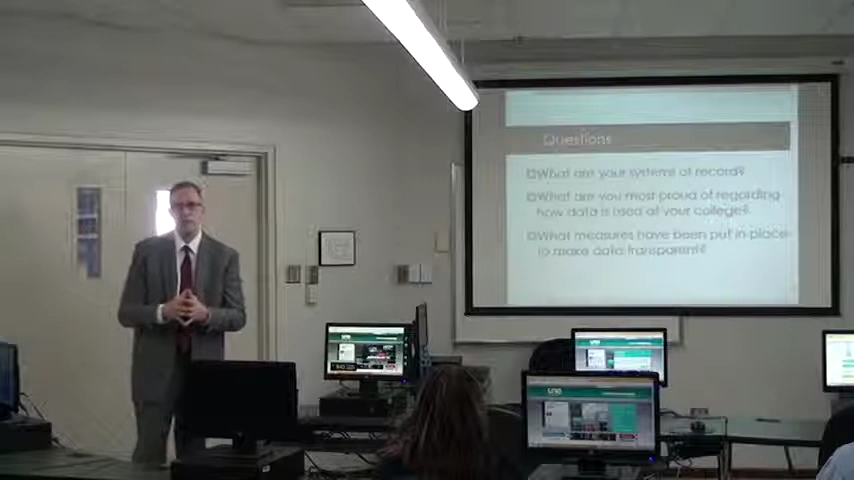 Questions
What are your systems of record?
What are you most proud of regarding
how data is used at your college?
What measures have been put in place
to make data transparent?